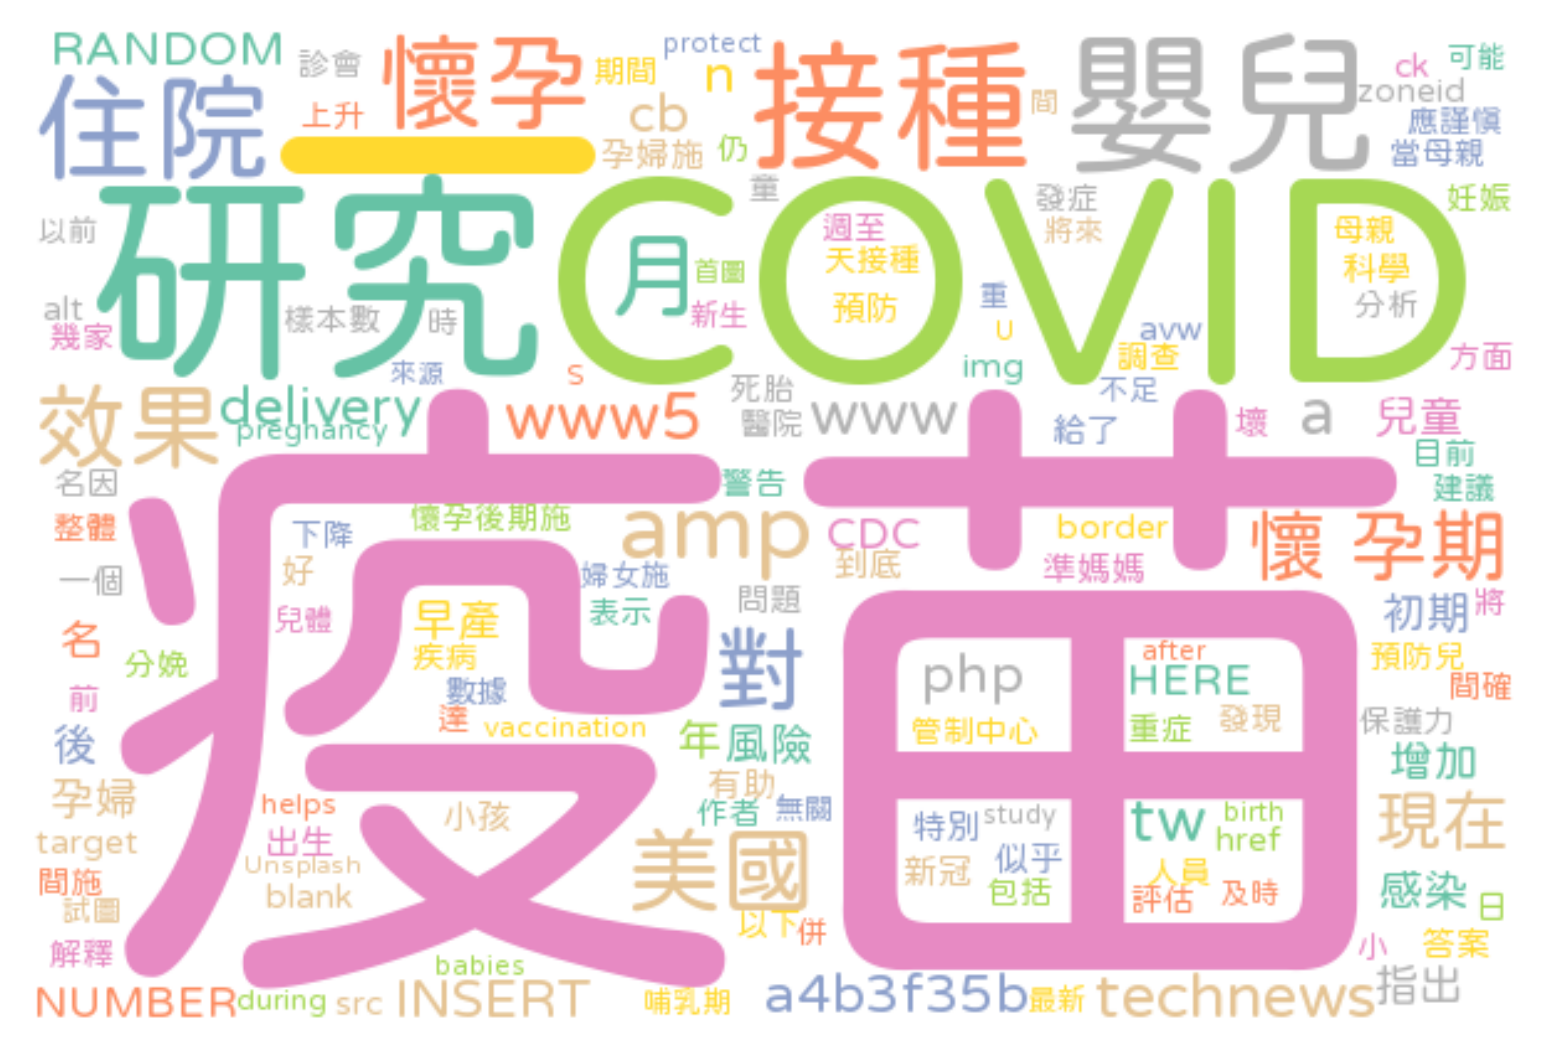 RANDOM
診會
懷孕
期間
protect
n
接種
間
嬰兒
ck
可能
zoneid
住院
上升
一
cb
孕婦施
仍
應謹慎
當母親
研究
COVID
童
發症
將來
妊娠
以前
月
首圖
新生
週至
天接種
預防
重
u
母親
科學
分析
alt
幾家
樣本數
時
avw
調查
方面
來源
s
死胎
img
不足
效果
delivery
pregnancy
www5
醫院
www
給了
壞
a
兒童
目前
建議
疫苗
名因
整體
一個
下降
好
懷孕後期施
警告
amp
CDC
到底
border
準媽媽
懷孕期
婦女施
表示
問題
兒體
早產
疾病
初期
將
名
分娩
前
對
php
after
HERE
預防兒
間確
數據
達
vaccination
年
風險
管制中心
重症
發現
保護力
後
增加
孕婦
有助
作者
無關
helps
小孩
特別
study
tw
birth
href
現在
target
出生
美國
新冠
似乎
包括
人員
評估
及時
Unsplash
blank
間施
試圖
感染
日
以下
併
解釋
小
答案
babies
NUMBER
during
src
INSERT
哺乳期
a4b3f35b
最新
technews
指出